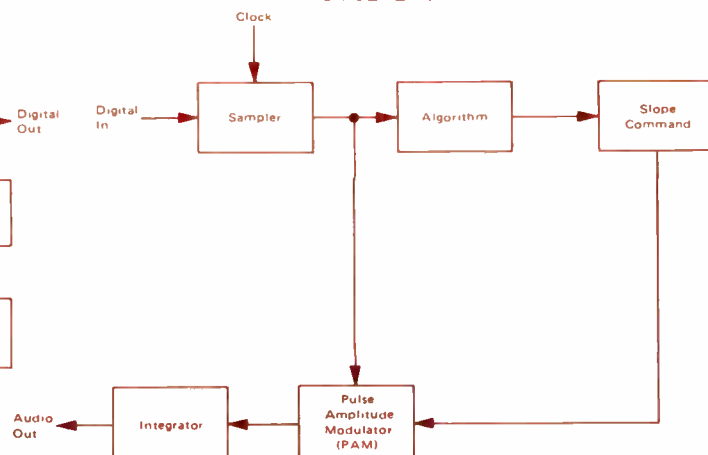 Clock
Digital
Out
Digital
In
Sampler
Algorithm
Slope
Command
Pulse
Amplitude
Modulator
(PAM)
Integrator
Audio
Out